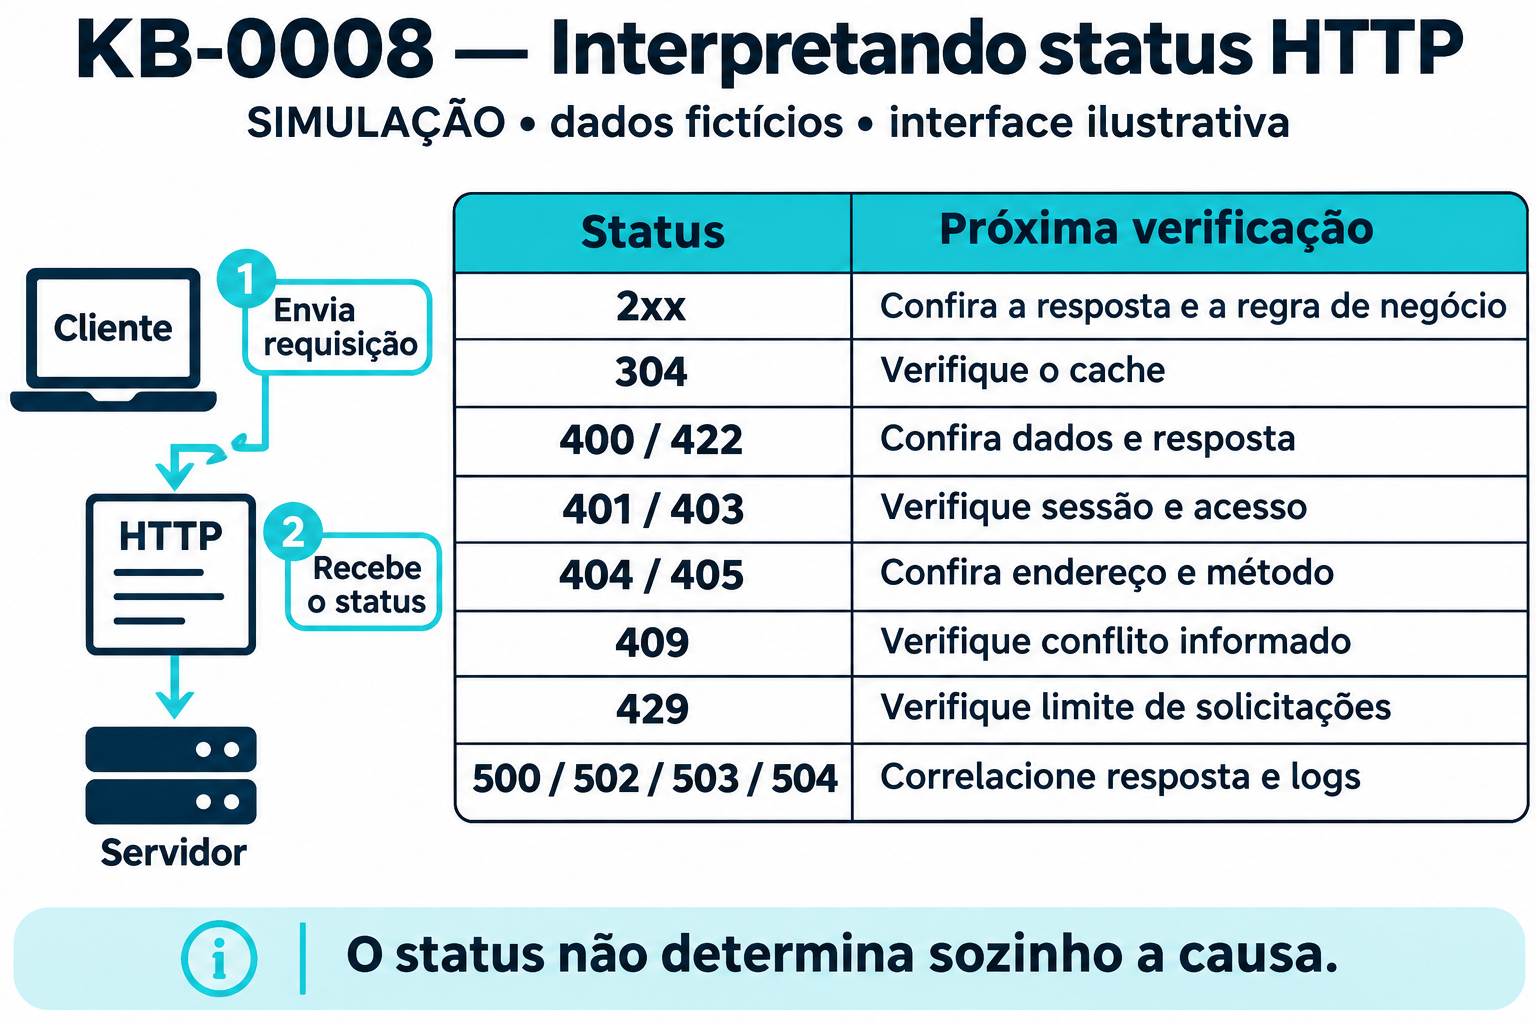 KB-0008 — Interpretando status HTTP
SIMULAÇÃO • dados fictícios • interface ilustrativa
Cliente
1
Envia
requisição
HTTP
2
Recebe
o status
Servidor
Status Próxima verificação
2xx Confira a resposta e a regra de negócio
304 Verifique o cache
400 / 422 Confira dados e resposta
401 / 403 Verifique sessão e acesso
404 / 405 Confira endereço e método
409 Verifique conflito informado
429 Verifique limite de solicitações
500 / 502 / 503 / 504 Correlacione resposta e logs
i
O status não determina sozinho a causa.